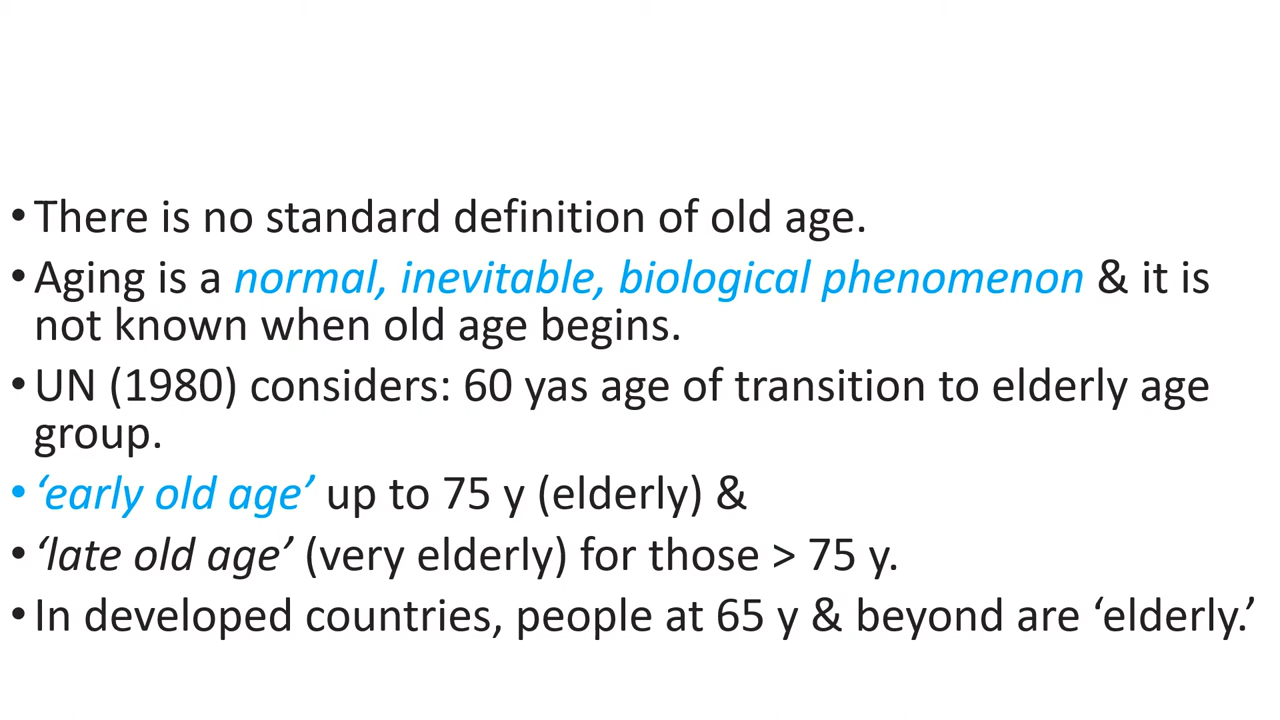 •There is no standard definition of old age.
•Aging is a normal, inevitable, biological phenomenon & it is
not known when old age begins.
•UN (1980) considers: 60 yas age of transition to elderly age
group.
•‘early old age’ up to 75 y (elderly) &
•‘late old age’ (very elderly) for those > 75 y.
•In developed countries, people at 65 y & beyond are ‘elderly.’